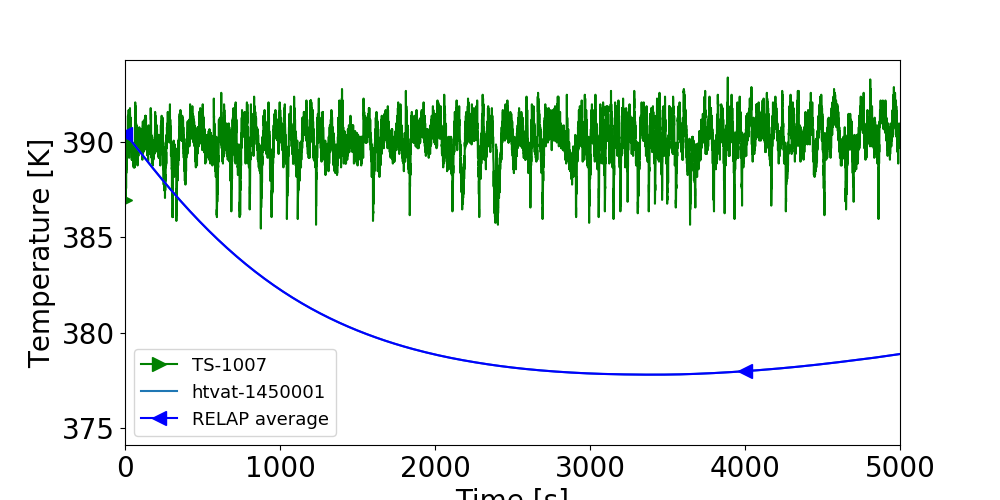 Temperature [K]
390
385
380
375
TS-1007
htvat-1450001
RELAP average
0 1000 2000 3000 4000 5000
Time [s]